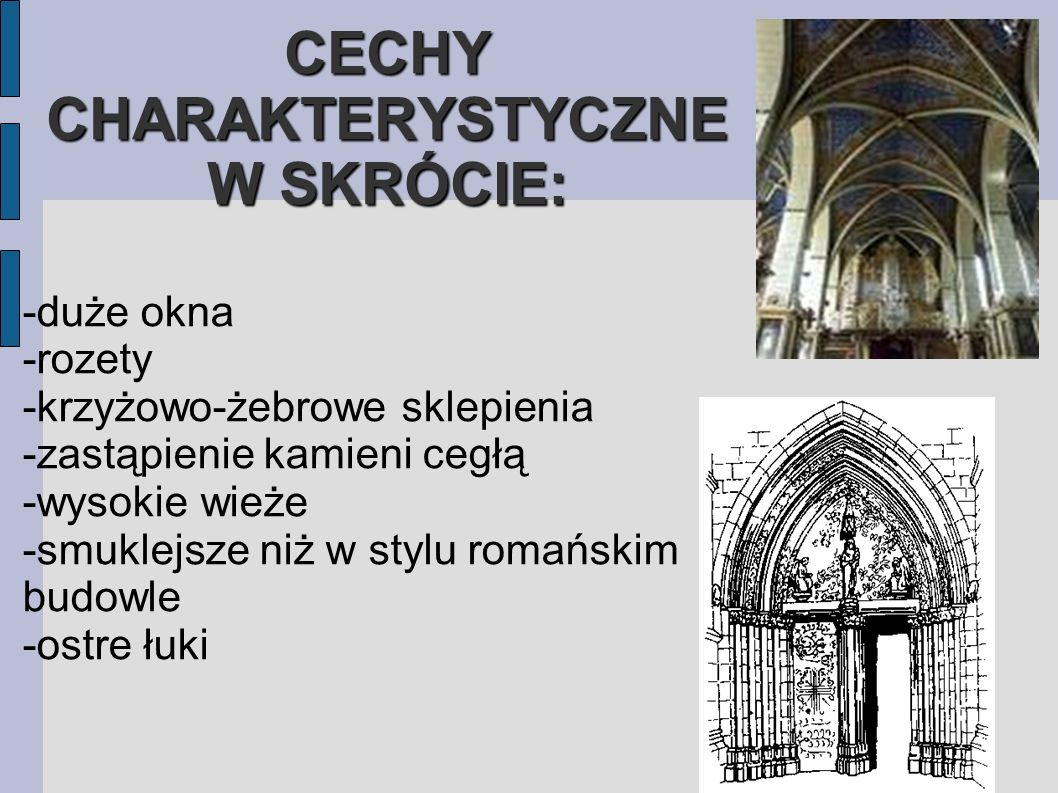 CECHY
CHARAKTERYSTYCZNE
W SKRÓCIE:
-duże okna
-rozety
-krzyżowo-żebrowe sklepienia
-zastąpienie kamieni cegłą
-wysokie wieże
-smuklejsze niż w stylu romańskim
budowle
-ostre łuki